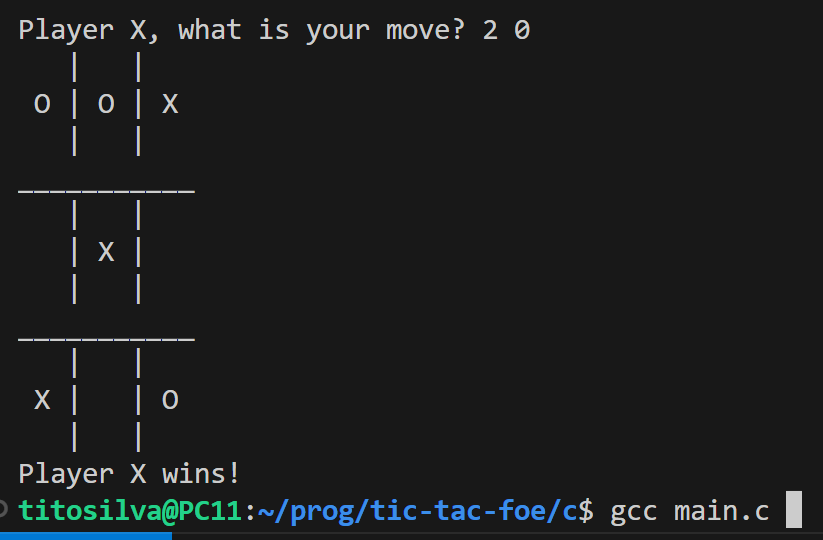 Player X, what is your move? 2 0
   |   |
 O | O | X
   |   |
___________
   |   |
   | X |
   |   |
___________
   |   |
 X |   | O
   |   |
Player X wins!
titosilva@PC11:~/prog/tic-tac-foe/c$ gcc main.c